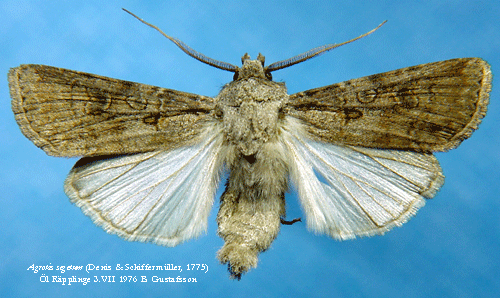 Agrotis segetum (Denis & Schiffermüller, 1775)
Öl Räpplinge 3.VII 1976 B. Gustafsson